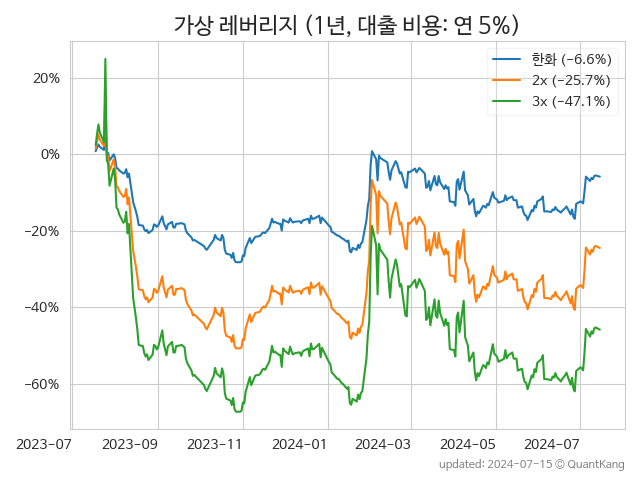 가상 레버리지 (1년, 대출 비용: 연 5%)
한화 (−6.6%)
2x (−25.7%)
3x (−47.1%)
20%
0%
−20%
−40%
−60%
2023-07
2023-09
2023-11
2024-01
2024-03
2024-05
2024-07
updated: 2024-07-15 © QuantKang